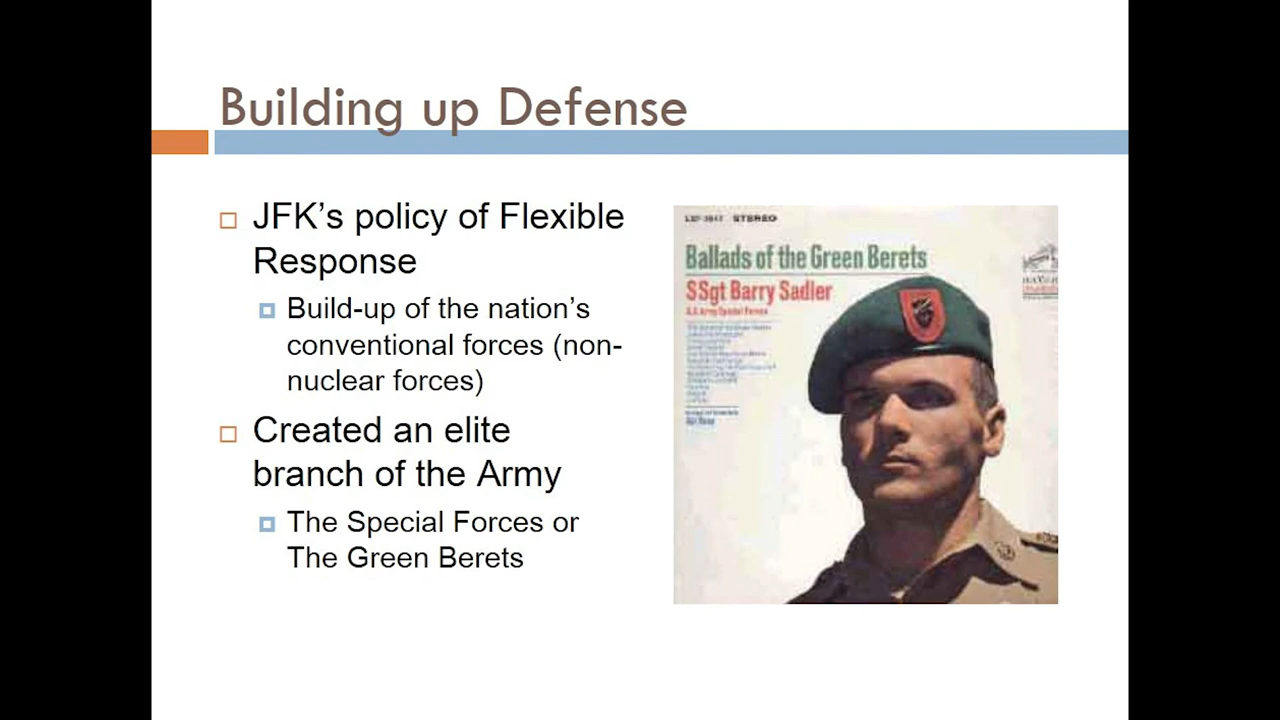 Building up Defense
JFK’s policy of Flexible
Response
Build-up of the nation’s
conventional forces (non-
nuclear forces)
Created an elite
branch of the Army
The Special Forces or
The Green Berets
STEREO
Ballads of the Green Berets
SSgt Barry Sadler
U.S. Army Special Forces